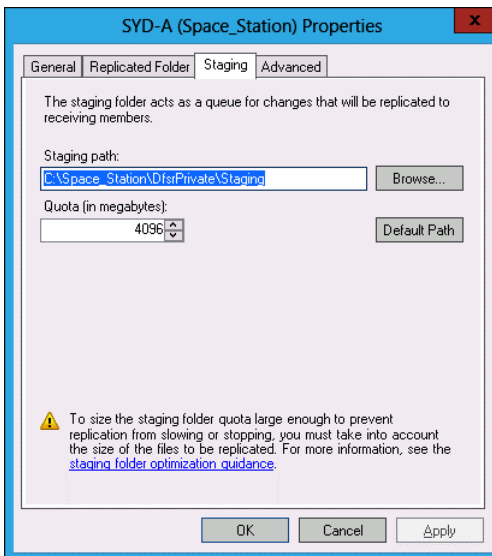 SYD-A (Space_Station) Properties
x
General Replicated Folder Staging Advanced
The staging folder acts as a queue for changes that will be replicated to
receiving members.
Staging path:
C:\Space_Station\DfsrPrivate\Staging Browse...
Quota (in megabytes):
4096 Default Path
To size the staging folder quota large enough to prevent
replication from slowing or stopping, you must take into account
the size of the files to be replicated. For more information, see the
staging folder optimization guidance.
OK Cancel Apply